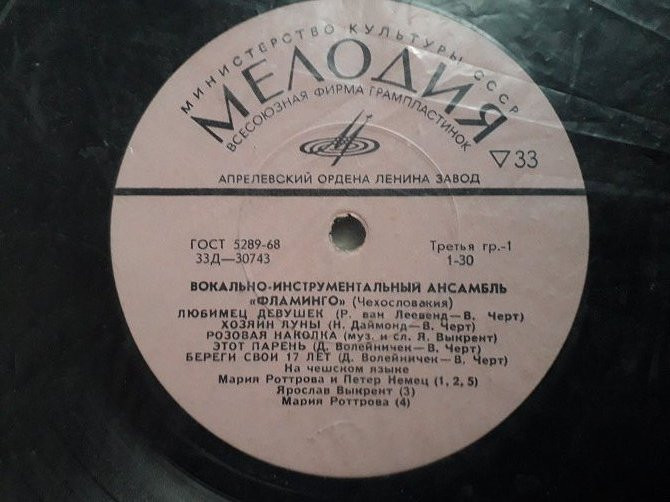 МИНИСТЕРСТВО КУЛЬТУРЫ СССР
МЕЛОДИЯ
ВСЕСОЮЗНАЯ ФИРМА ГРАМПЛАСТИНОК
▽33
АПРЕЛЕВСКИЙ ОРДЕНА ЛЕНИНА ЗАВОД
ГОСТ 5289-68 Третья гр.-1
33Д—30743 1-30
ВОКАЛЬНО-ИНСТРУМЕНТАЛЬНЫЙ АНСАМБЛЬ
«ФЛАМИНГО» (Чехословакия)
ЛЮБИМЕЦ ДЕВУШЕК (Р. ван Леевенд—В. Черт)
ХОЗЯИН ЛУНЫ (Н. Даймонд—В. Черт)
РОЗОВАЯ НАКОЛКА (муз. и сл. Я. Выкрент)
ЭТОТ ПАРЕНЬ (Д. Волейничек—В. Черт)
БЕРЕГИ СВОИ 17 ЛЕТ (Д. Волейничек—В. Черт)
На чешском языке
Мария Роттрова и Петер Немец (1, 2, 5)
Ярослав Выкрент (3)
Мария Роттрова (4)